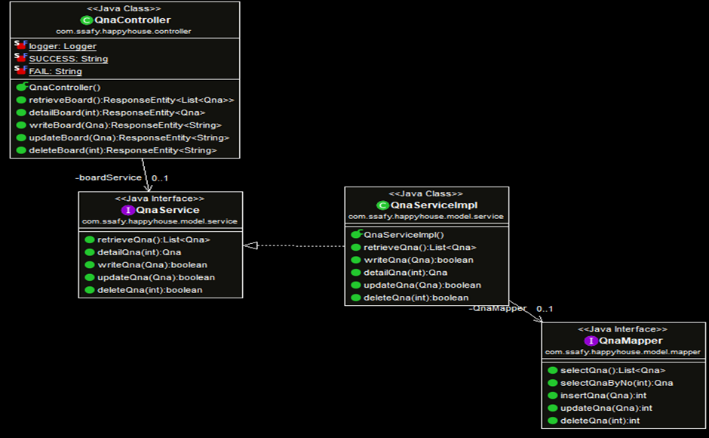 <<Java Class>>
QnaController
com.ssafy.happyhouse.controller
logger: Logger
SUCCESS: String
FAIL: String
QnaController()
retrieveBoard():ResponseEntity<List<Qna>>
detailBoard(int):ResponseEntity<Qna>
writeBoard(Qna):ResponseEntity<String>
updateBoard(Qna):ResponseEntity<String>
deleteBoard(int):ResponseEntity<String>
-boardService 0..1
<<Java Interface>>
QnaService
com.ssafy.happyhouse.model.service
retrieveQna():List<Qna>
detailQna(int):Qna
writeQna(Qna):boolean
updateQna(Qna):boolean
deleteQna(int):boolean
<<Java Class>>
QnaServiceImpl
com.ssafy.happyhouse.model.service
QnaServiceImpl()
retrieveQna():List<Qna>
writeQna(Qna):boolean
detailQna(int):Qna
updateQna(Qna):boolean
deleteQna(int):boolean
-QnaMapper 0..1
<<Java Interface>>
QnaMapper
com.ssafy.happyhouse.model.mapper
selectQna():List<Qna>
selectQnaByNo(int):Qna
insertQna(Qna):int
updateQna(Qna):int
deleteQna(int):int